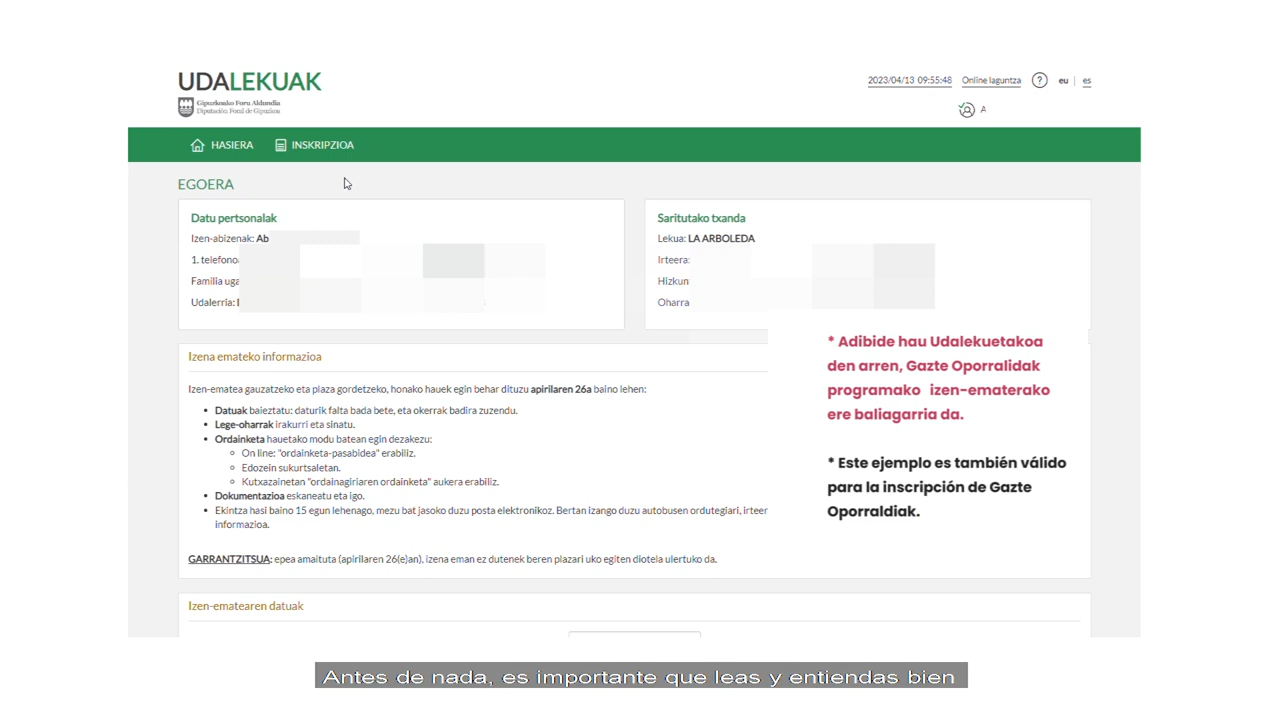 UDALEKUAK
Gipuzkoako Foru Aldundia
Diputación Foral de Gipuzkoa
2023/04/13 09:55:48 Online laguntza ? eu | es
A
HASIERA INSKRIPZIOA
EGOERA
Datu pertsonalak
Izen-abizenak: Ab
1. telefono
Familia uga
Udalerria:
Saritutako txanda
Lekua: LA ARBOLEDA
Irteera:
Hizkun
Oharra
* Adibide hau Udalekuetakoa
den arren, Gazte Oporralidak
programako izen-ematerako
ere baliagarria da.
* Este ejemplo es también válido
para la inscripción de Gazte
Oporraldiak.
Izena emateko informazioa
Izen-ematea gauzatzeko eta plaza gordetzeko, honako hauek egin behar dituzu apirilaren 26a baino lehen:
Datuak baieztatu: daturik falta bada bete, eta okerrak badira zuzendu.
Lege-oharrak irakurri eta sinatu.
Ordainketa hauetako modu batean egin dezakezu:
On line: "ordainketa-pasabidea" erabiliz.
Edozein sukurtsaletan.
Kutxazainetan "ordainagiriaren ordainketa" aukera erabiliz.
Dokumentazioa eskaneatu eta igo.
Ekintza hasi baino 15 egun lehenago, mezu bat jasoko duzu posta elektronikoz. Bertan izango duzu autobusen ordutegiari, irteer
informazioa.
GARRANTZITSUA: epea amaituta (apirilaren 26(e)an), izena eman ez dutenek beren plazari uko egiten diotela ulertuko da.
Izen-ematearen datuak
Antes de nada, es importante que leas y entiendas bien